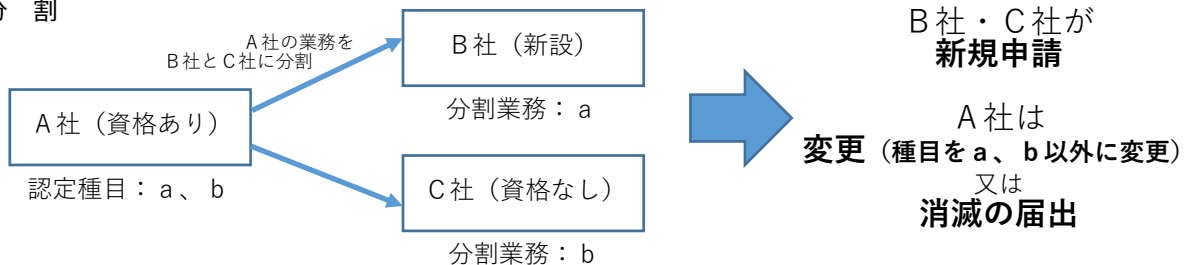 分　割
A社の業務を
B社とC社に分割
A社（資格あり）
認定種目：a、b
B社（新設）
分割業務：a
C社（資格なし）
分割業務：b
B社・C社が
新規申請
A社は
変更（種目をa、b以外に変更）
又は
消滅の届出